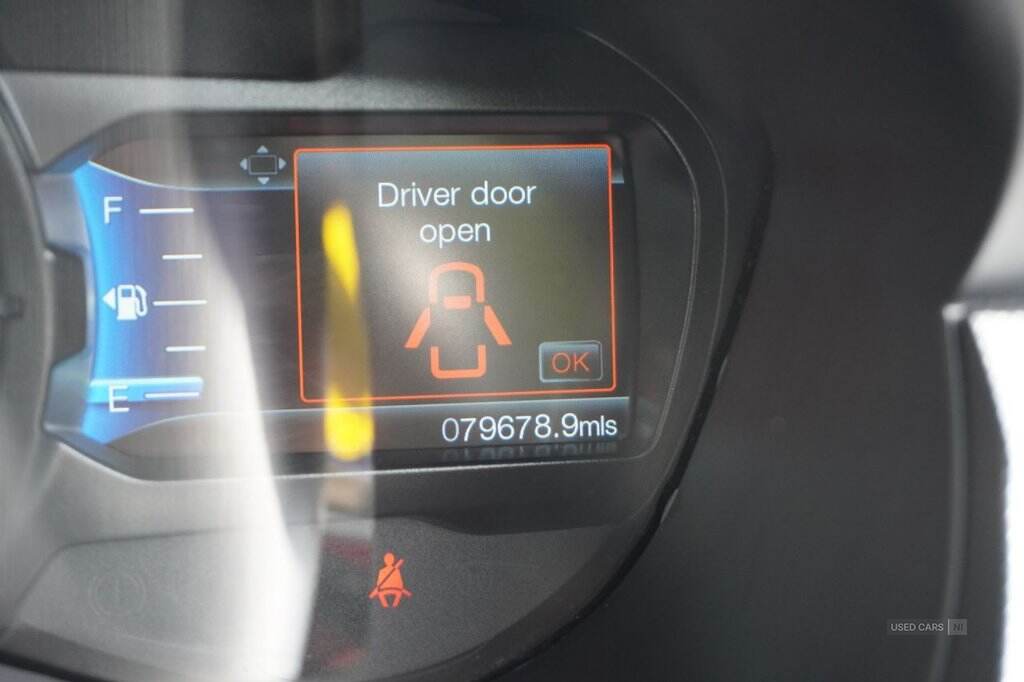 F
Driver door
open
OK
E
079678.9mls
USED CARS NI